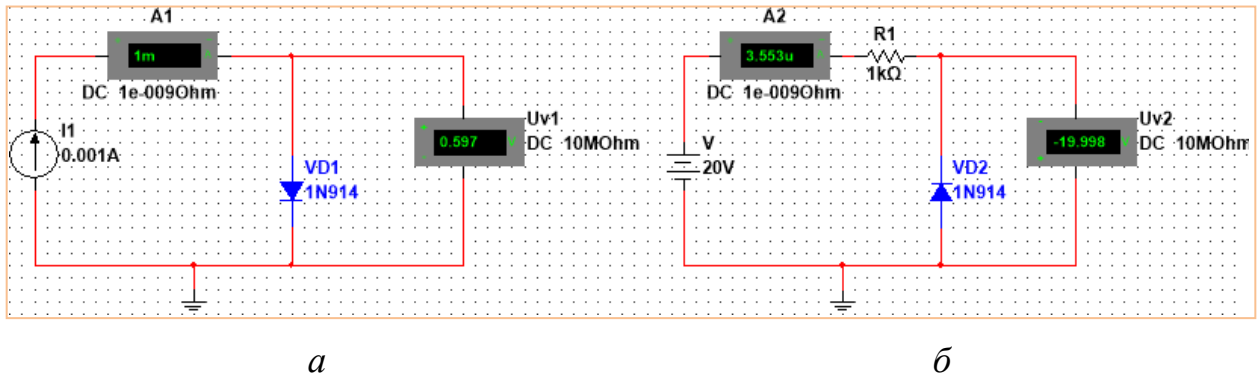 A1
1m
DC 1e-009Ohm
I1
0.001A
VD1
1N914
Uv1
0.597 V
DC 10MOhm
A2
3.553u
DC 1e-009Ohm
R1
1kΩ
V
20V
VD2
1N914
Uv2
-19.998 V
DC 10MOhm
а
б